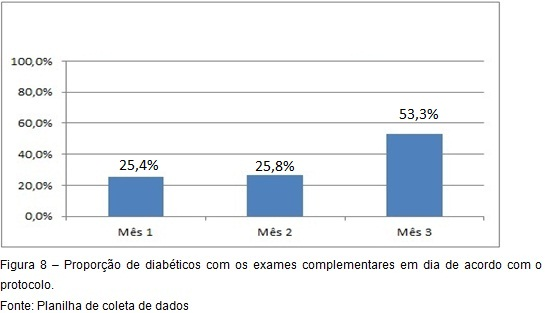 100,0%
80,0%
60,0%
40,0%
20,0%
0,0%
25,4%
25,8%
53,3%
Mês 1 Mês 2 Mês 3
Figura 8 – Proporção de diabéticos com os exames complementares em dia de acordo com o
protocolo.
Fonte: Planilha de coleta de dados